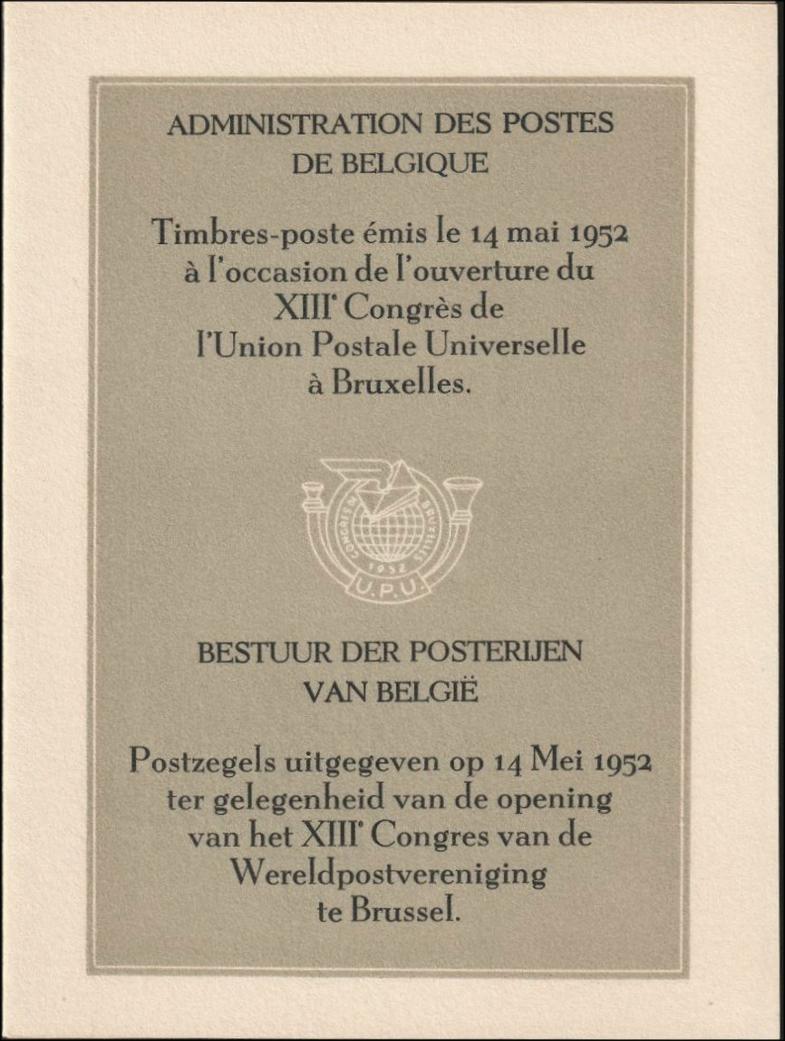 ADMINISTRATION DES POSTES
DE BELGIQUE
Timbres-poste émis le 14 mai 1952
à l'occasion de l'ouverture du
XIIIᵉ Congrès de
l'Union Postale Universelle
à Bruxelles.
BRUXELLES
1952
U.P.U.
BESTUUR DER POSTERIJEN
VAN BELGIË
Postzegels uitgegeven op 14 Mei 1952
ter gelegenheid van de opening
van het XIIIᵉ Congres van de
Wereldpostvereniging
te Brussel.